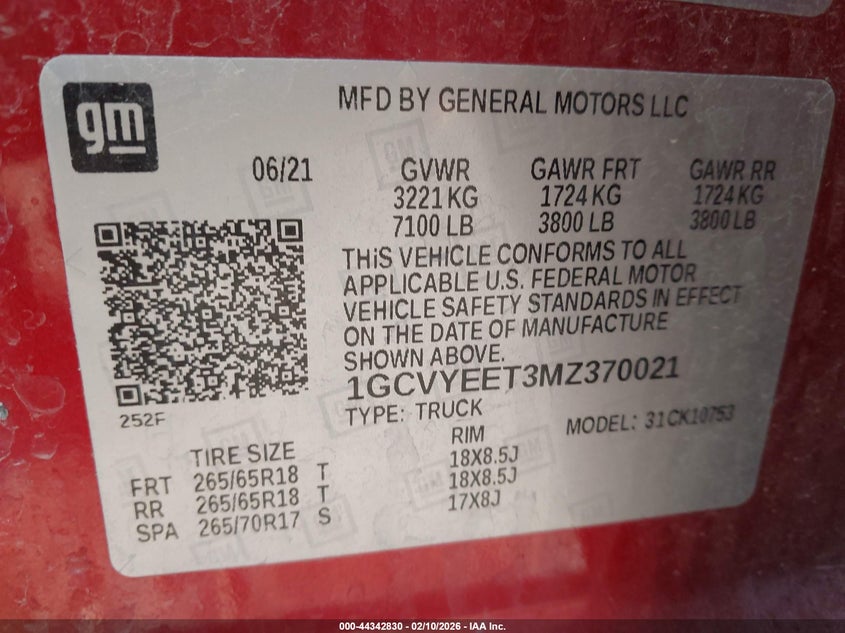 gm
MFD BY GENERAL MOTORS LLC
06/21 GVWR GAWR FRT GAWR RR
3221 KG 1724 KG 1724 KG
7100 LB 3800 LB 3800 LB
THiS VEHICLE CONFORMS TO ALL
APPLICABLE U.S. FEDERAL MOTOR
VEHICLE SAFETY STANDARDS IN EFFECT
ON THE DATE OF MANUFACTURE
SHOWN ABOVE.
1GCVYEET3MZ370021
252F
TYPE: TRUCK MODEL: 31CK10753
TIRE SIZE RIM
FRT 265/65R18 T 18X8.5J
RR 265/65R18 T 18X8.5J
SPA 265/70R17 S 17X8J
000-44342830 - 02/10/2026 - IAA Inc.